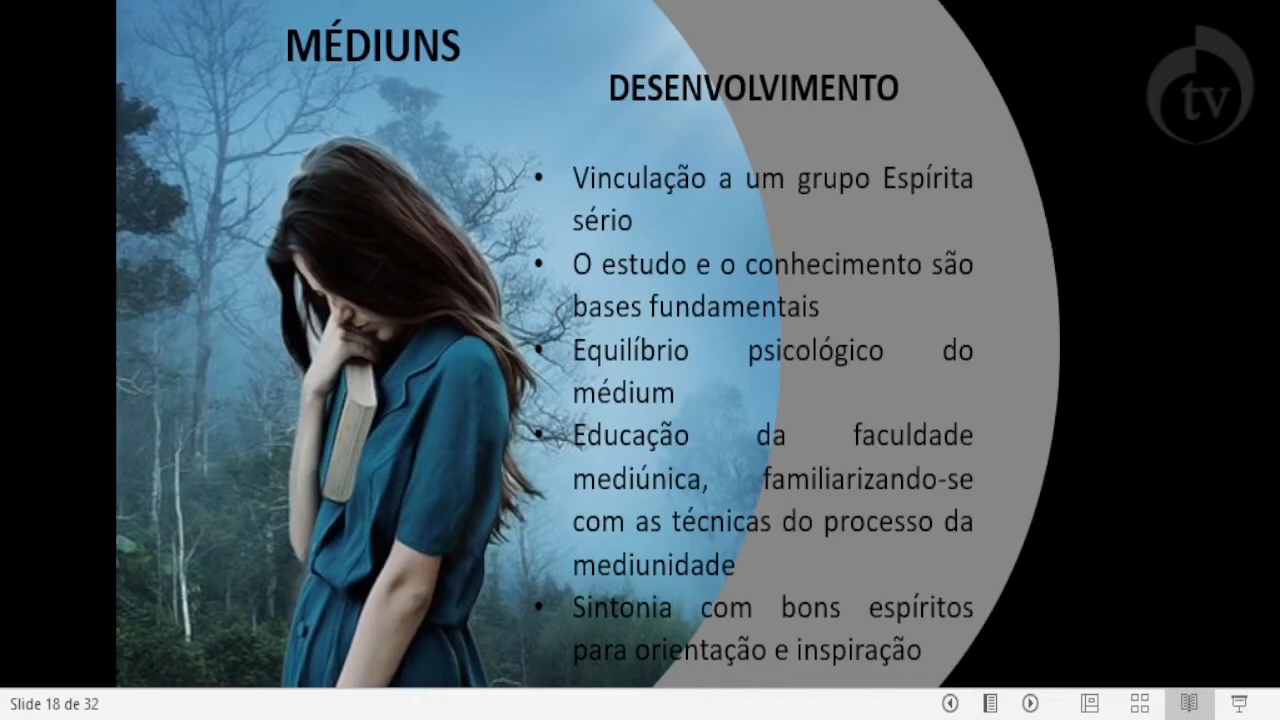 MÉDIUNS
DESENVOLVIMENTO
• Vinculação a um grupo Espírita
sério
• O estudo e o conhecimento são
bases fundamentais
• Equilíbrio psicológico do
médium
• Educação da faculdade
mediúnica, familiarizando-se
com as técnicas do processo da
mediunidade
• Sintonia com bons espíritos
para orientação e inspiração
tv
Slide 18 de 32